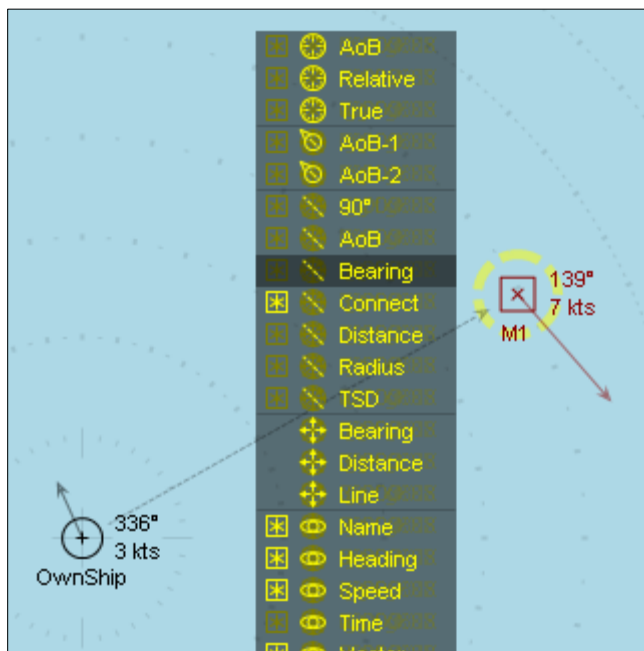 AoB
Relative
True
AoB-1
AoB-2
90°
AoB
Bearing
Connect
Distance
Radius
TSD
Bearing
Distance
Line
Name
Heading
Speed
Time
139°
7 kts
M1
336°
3 kts
OwnShip